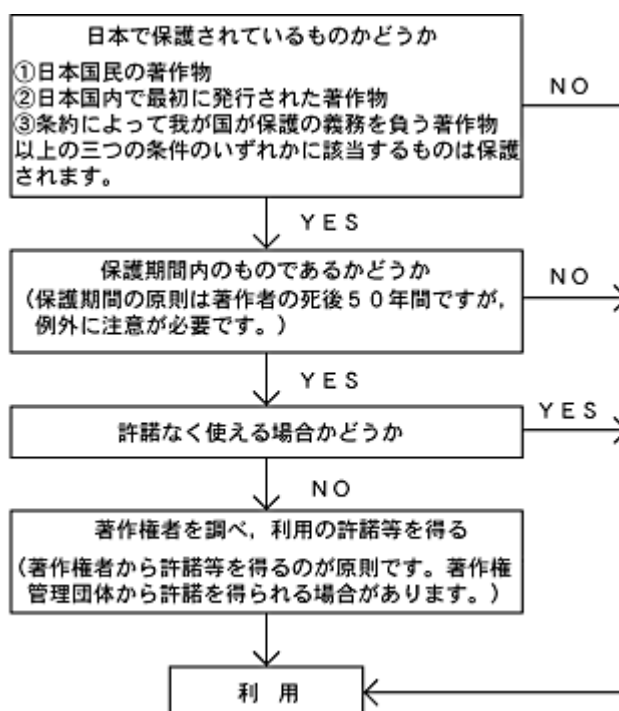 日本で保護されているものかどうか
①日本国民の著作物
②日本国内で最初に発行された著作物
③条約によって我が国が保護の義務を負う著作物
以上の三つの条件のいずれかに該当するものは保護
されます。
NO
YES
保護期間内のものであるかどうか
（保護期間の原則は著作者の死後５０年間ですが，
例外に注意が必要です。）
NO
YES
許諾なく使える場合かどうか
YES
NO
著作権者を調べ，利用の許諾等を得る
（著作権者から許諾等を得るのが原則です。著作権
管理団体から許諾を得られる場合があります。）
利用